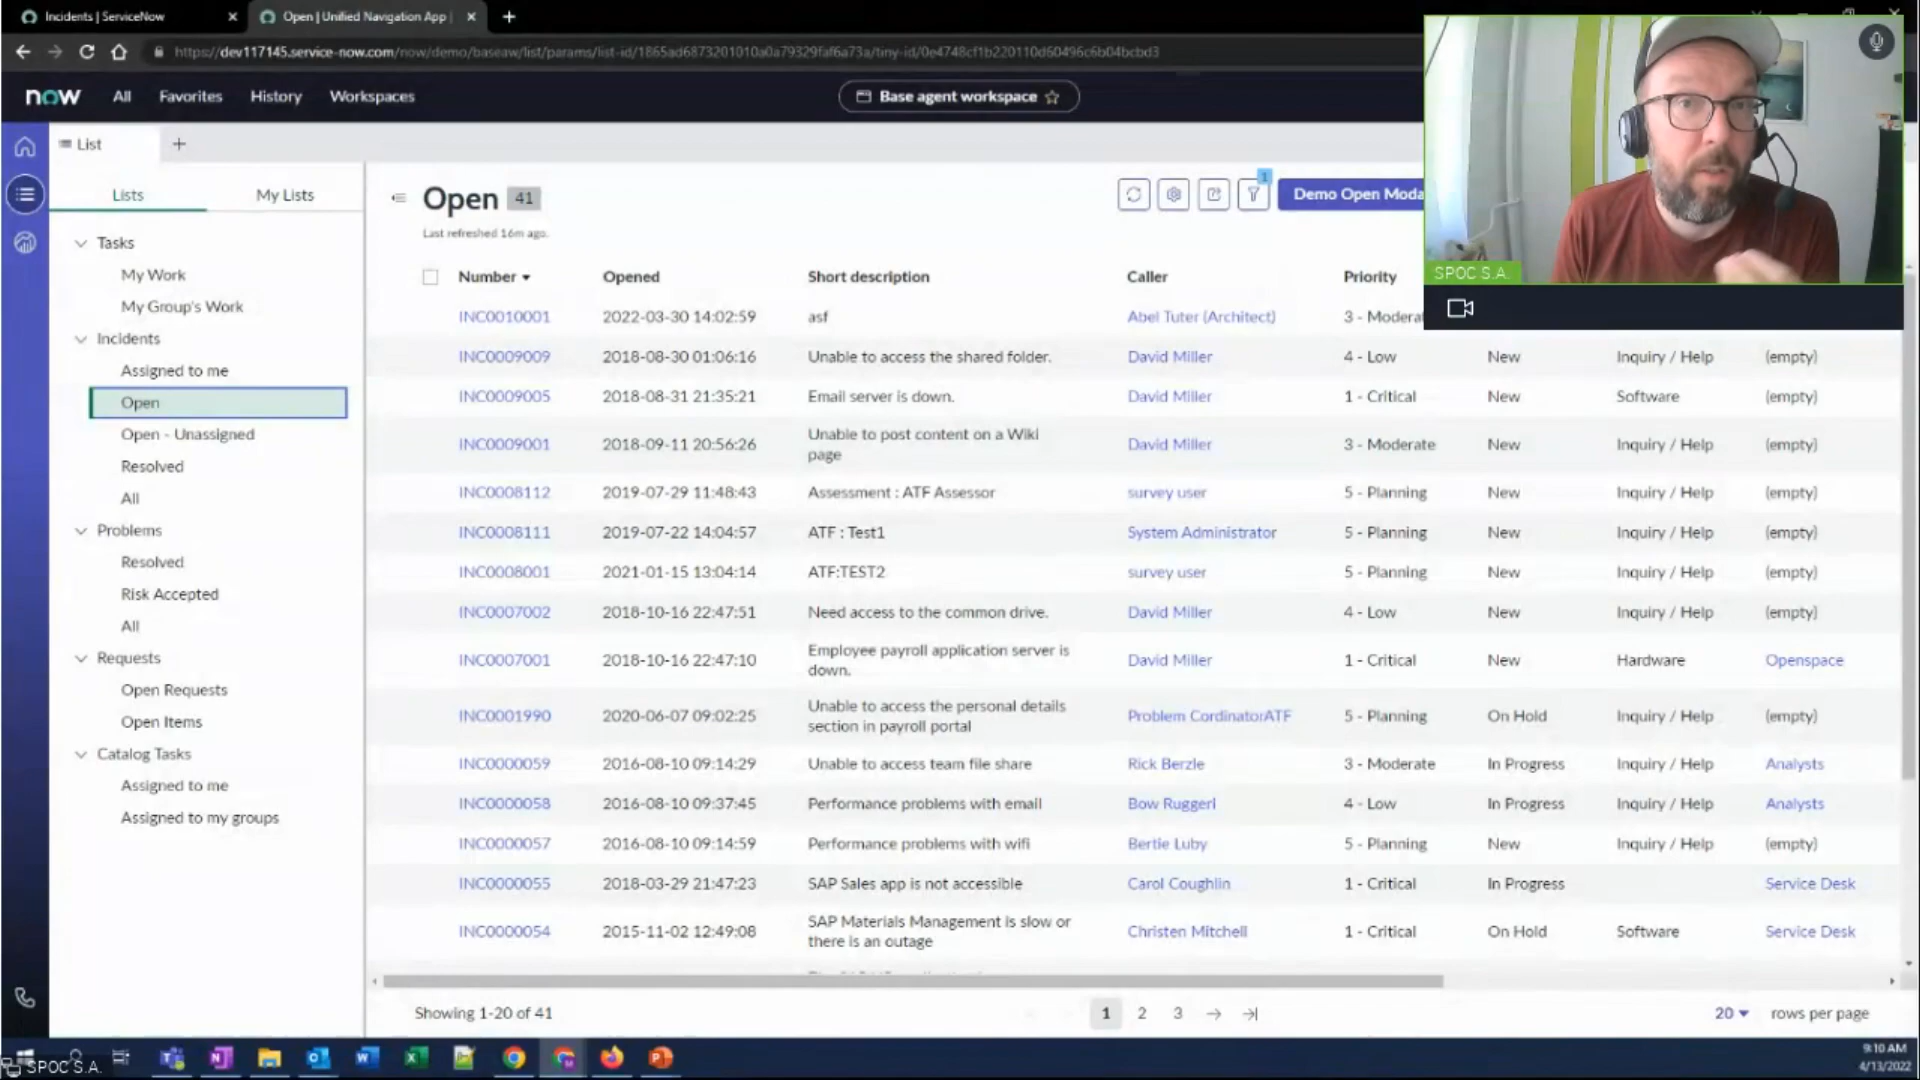 Incidents | ServiceNow
Open | Unified Navigation App |
https://dev117145.service-now.com/now/demo/baseaw/list/params/list-id/1865ad6873201010a0a79329faf6a73a/tiny-id/0e4748cf1b220110d60496c6b04bcbd3
now All Favorites History Workspaces
Base agent workspace
List
Lists My Lists
Tasks
My Work
My Group's Work
Incidents
Assigned to me
Open
Open - Unassigned
Resolved
All
Problems
Resolved
Risk Accepted
All
Requests
Open Requests
Open Items
Catalog Tasks
Assigned to me
Assigned to my groups
Open 41
Last refreshed 16m ago.
1
Demo Open Moda
SPOC S.A.
Number Opened Short description Caller Priority
INC0010001 2022-03-30 14:02:59 asf Abel Tuter (Architect) 3 - Moderat
INC0009009 2018-08-30 01:06:16 Unable to access the shared folder. David Miller 4 - Low New Inquiry / Help (empty)
INC0009005 2018-08-31 21:35:21 Email server is down. David Miller 1 - Critical New Software (empty)
INC0009001 2018-09-11 20:56:26 Unable to post content on a Wiki page David Miller 3 - Moderate New Inquiry / Help (empty)
INC0008112 2019-07-29 11:48:43 Assessment : ATF Assessor survey user 5 - Planning New Inquiry / Help (empty)
INC0008111 2019-07-22 14:04:57 ATF : Test1 System Administrator 5 - Planning New Inquiry / Help (empty)
INC0008001 2021-01-15 13:04:14 ATF:TEST2 survey user 5 - Planning New Inquiry / Help (empty)
INC0007002 2018-10-16 22:47:51 Need access to the common drive. David Miller 4 - Low New Inquiry / Help (empty)
INC0007001 2018-10-16 22:47:10 Employee payroll application server is down. David Miller 1 - Critical New Hardware Openspace
INC0001990 2020-06-07 09:02:25 Unable to access the personal details section in payroll portal Problem CordinatorATF 5 - Planning On Hold Inquiry / Help (empty)
INC0000059 2016-08-10 09:14:29 Unable to access team file share Rick Berzle 3 - Moderate In Progress Inquiry / Help Analysts
INC0000058 2016-08-10 09:37:45 Performance problems with email Bow Ruggeri 4 - Low In Progress Inquiry / Help Analysts
INC0000057 2016-08-10 09:14:59 Performance problems with wifi Bertie Luby 5 - Planning New Inquiry / Help (empty)
INC0000055 2018-03-29 21:47:23 SAP Sales app is not accessible Carol Coughlin 1 - Critical In Progress Service Desk
INC0000054 2015-11-02 12:49:08 SAP Materials Management is slow or there is an outage Christen Mitchell 1 - Critical On Hold Software Service Desk
Showing 1-20 of 41
1 2 3
20 rows per page
SPOC S.A.
9:10 AM
4/13/2022